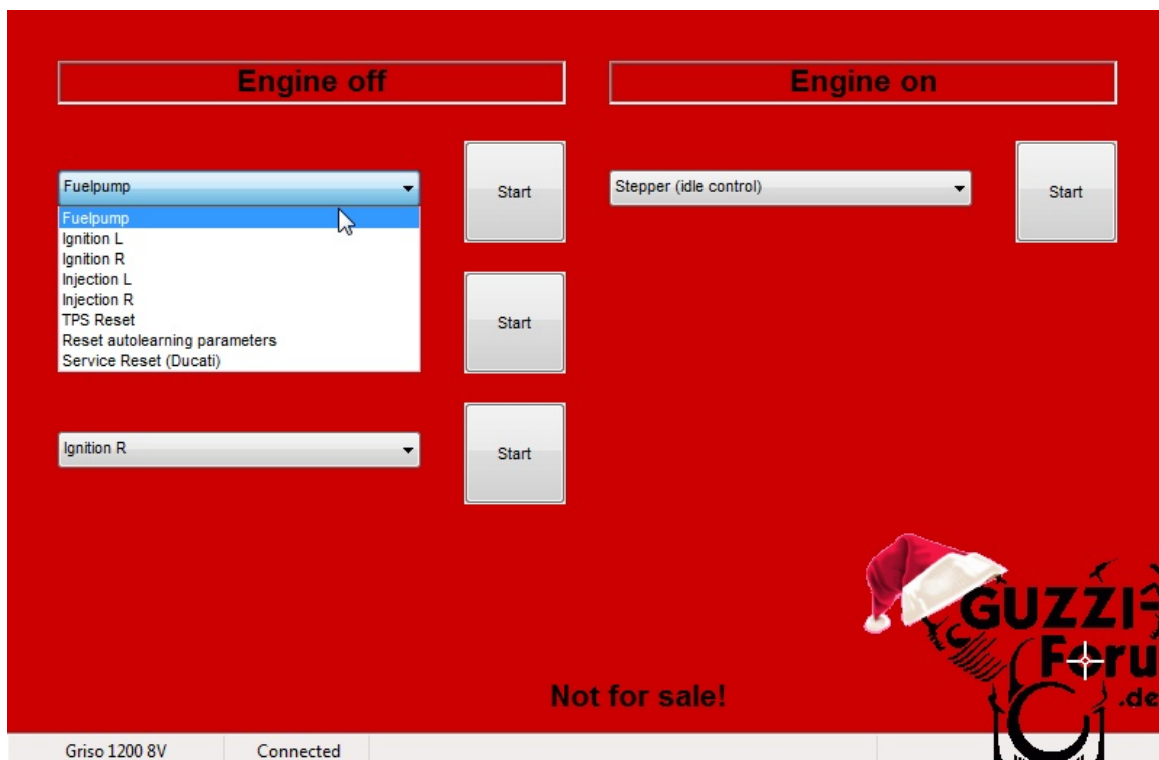 Engine off
Engine on
Fuelpump
Start
Stepper (idle control)
Start
Fuelpump
Ignition L
Ignition R
Injection L
Injection R
TPS Reset
Reset autolearning parameters
Service Reset (Ducati)
Start
Ignition R
Start
GUZZI-
Foru
.de
Not for sale!
Griso 1200 8V
Connected